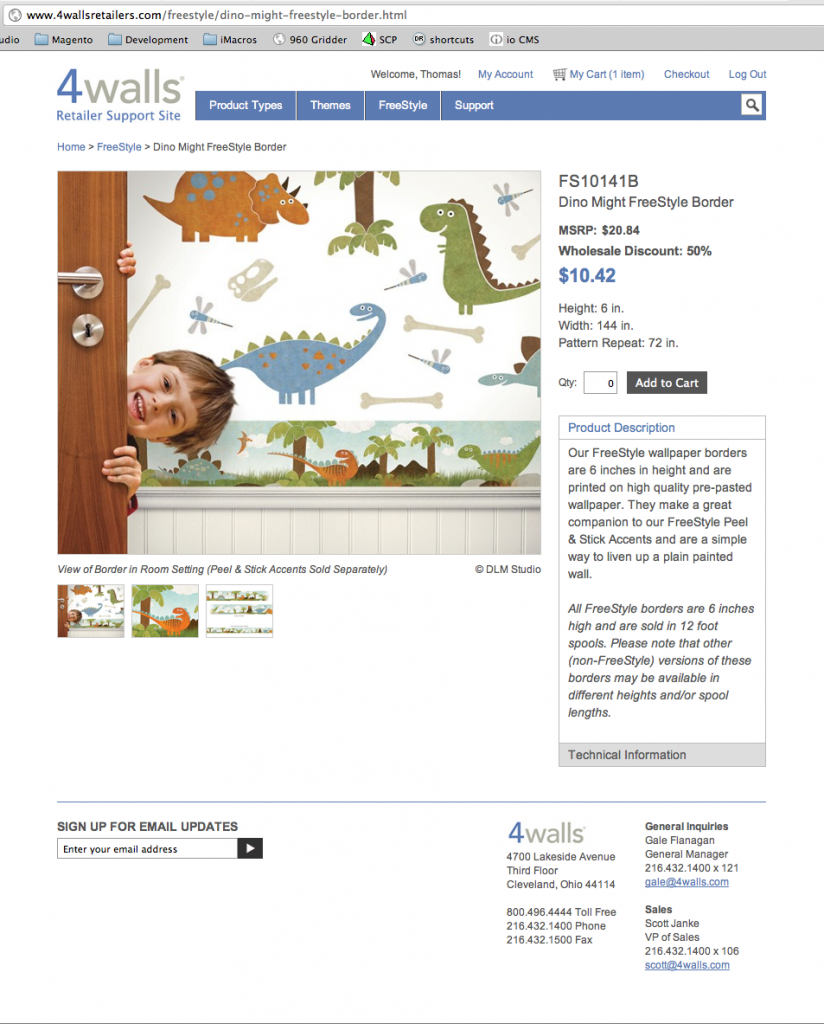 www.4wallsretailers.com/freestyle/dino-might-freestyle-border.html
udio Magento Development iMacros 960 Gridder SCP DR shortcuts io CMS
Welcome, Thomas! My Account My Cart (1 item) Checkout Log Out
4walls
Retailer Support Site
Product Types Themes FreeStyle Support
Home > FreeStyle > Dino Might FreeStyle Border
FS10141B
Dino Might FreeStyle Border
MSRP: $20.84
Wholesale Discount: 50%
$10.42
Height: 6 in.
Width: 144 in.
Pattern Repeat: 72 in.
Qty: 0 Add to Cart
Product Description
Our FreeStyle wallpaper borders
are 6 inches in height and are
printed on high quality pre-pasted
wallpaper. They make a great
companion to our FreeStyle Peel
& Stick Accents and are a simple
way to liven up a plain painted
wall.
All FreeStyle borders are 6 inches
high and are sold in 12 foot
spools. Please note that other
(non-FreeStyle) versions of these
borders may be available in
different heights and/or spool
lengths.
Technical Information
View of Border in Room Setting (Peel & Stick Accents Sold Separately) © DLM Studio
SIGN UP FOR EMAIL UPDATES
Enter your email address
4walls
4700 Lakeside Avenue
Third Floor
Cleveland, Ohio 44114
800.496.4444 Toll Free
216.432.1400 Phone
216.432.1500 Fax
General Inquiries
Gale Flanagan
General Manager
216.432.1400 x 121
gale@4walls.com
Sales
Scott Janke
VP of Sales
216.432.1400 x 106
scott@4walls.com